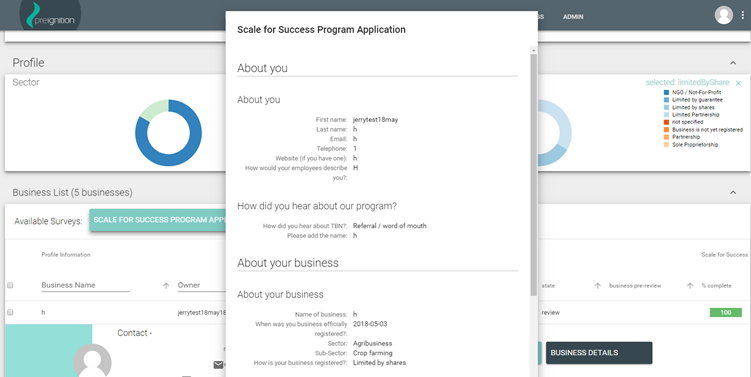 preignition
SS
ADMIN
Scale for Success Program Application
About you
About you
First name: jerrytest18may
Last name: h
Email: h
Telephone: 1
Website (if you have one): h
How would your employees describe H
you?:
How did you hear about our program?
How did you hear about TBN?: Referral / word of mouth
Please add the name: h
About your business
About your business
Name of business: h
When was you business officially 2018-05-03
registered?:
Sector: Agribusiness
Sub-Sector: Crop farming
How is your business registered?: Limited by shares
Profile
Sector
selected: limitedByShare ×
NGO / Not-For-Profit
Limited by guarantee
Limited by shares
Limited Partnership
not specified
Business is not yet registered
Partnership
Sole Proprietorship
Business List (5 businesses)
Available Surveys: SCALE FOR SUCCESS PROGRAM APPL
Profile Information
Scale for Success
Business Name
Owner
state
business pre-review
% complete
h
jerrytest18may18
review
100
Contact -
BUSINESS DETAILS